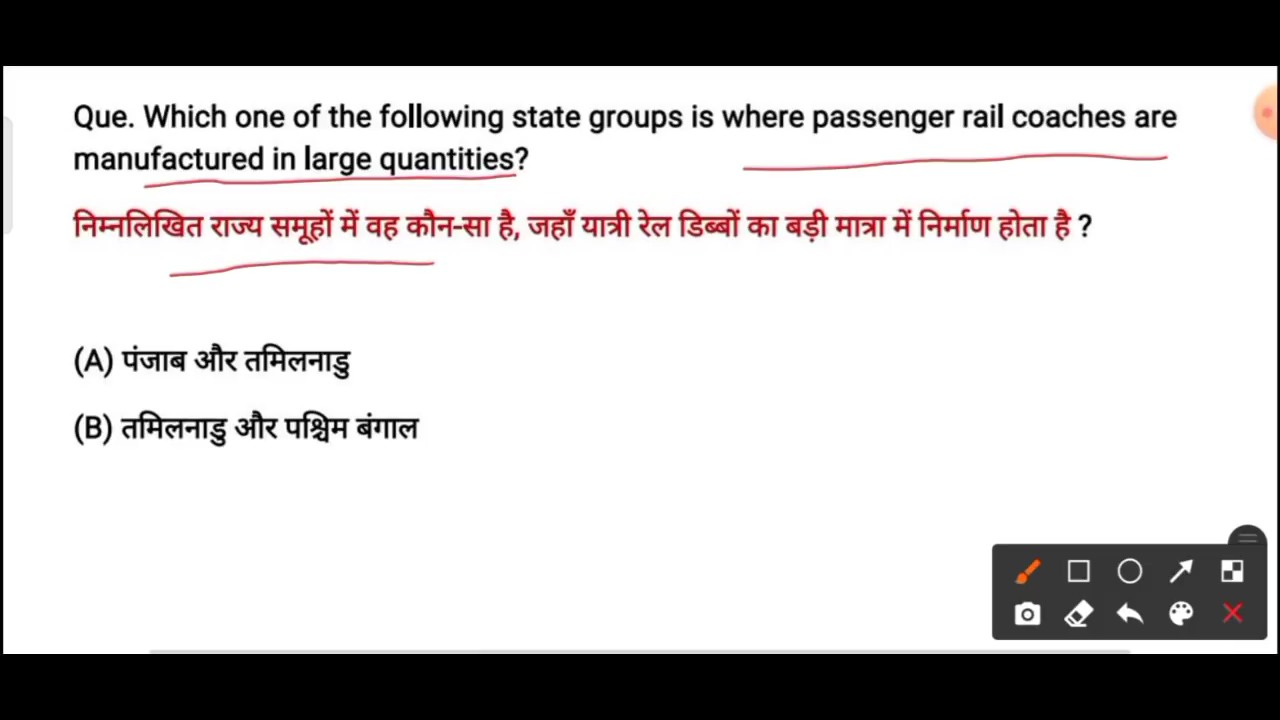 Que. Which one of the following state groups is where passenger rail coaches are
manufactured in large quantities?
निम्नलिखित राज्य समूहों में वह कौन-सा है, जहाँ यात्री रेल डिब्बों का बड़ी मात्रा में निर्माण होता है ?
(A) पंजाब और तमिलनाडु
(B) तमिलनाडु और पश्चिम बंगाल